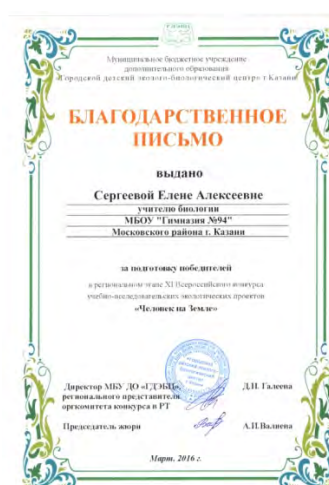 Муниципальное бюджетное учреждение
дополнительного образования
«Городской детский эколого-биологический центр» г Казани
БЛАГОДАРСТВЕННОЕ
ПИСЬМО
выдано
Сергеевой Елене Алексеевне
учителю биологии
МБОУ "Гимназия №94"
Московского района г. Казани
за подготовку победителей
в региональном этапе XI Всероссийского конкурса
учебно-исследовательских экологических проектов
«Человек на Земле»
Директор МБУ ДО «ГДЭБЦ»,
регионального представителя
оргкомитета конкурса в РТ
Д.Н. Галеева
Председатель жюри
А.И.Валиева
Март, 2016 г.